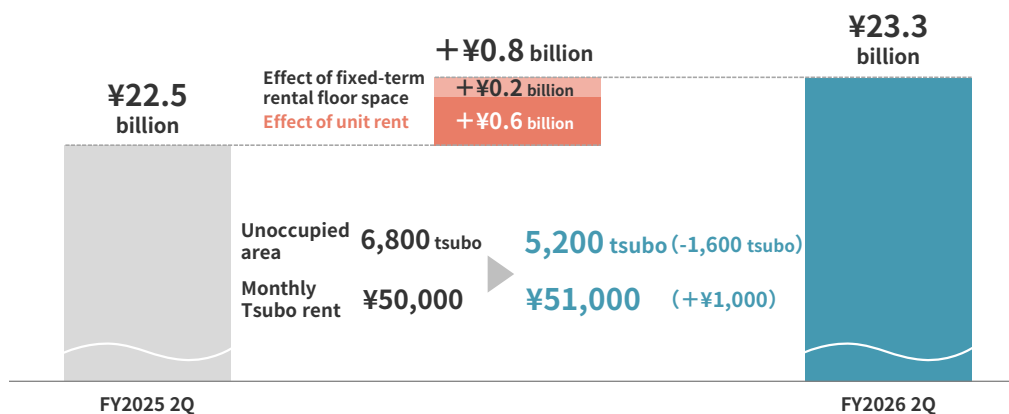 ¥22.5
billion
Effect of fixed-term
rental floor space
Effect of unit rent
＋¥0.8 billion
＋¥0.2 billion
＋¥0.6 billion
¥23.3
billion
Unoccupied
area
6,800 tsubo
5,200 tsubo（-1,600 tsubo）
Monthly
Tsubo rent
¥50,000
¥51,000
（＋¥1,000）
FY2025 2Q
FY2026 2Q